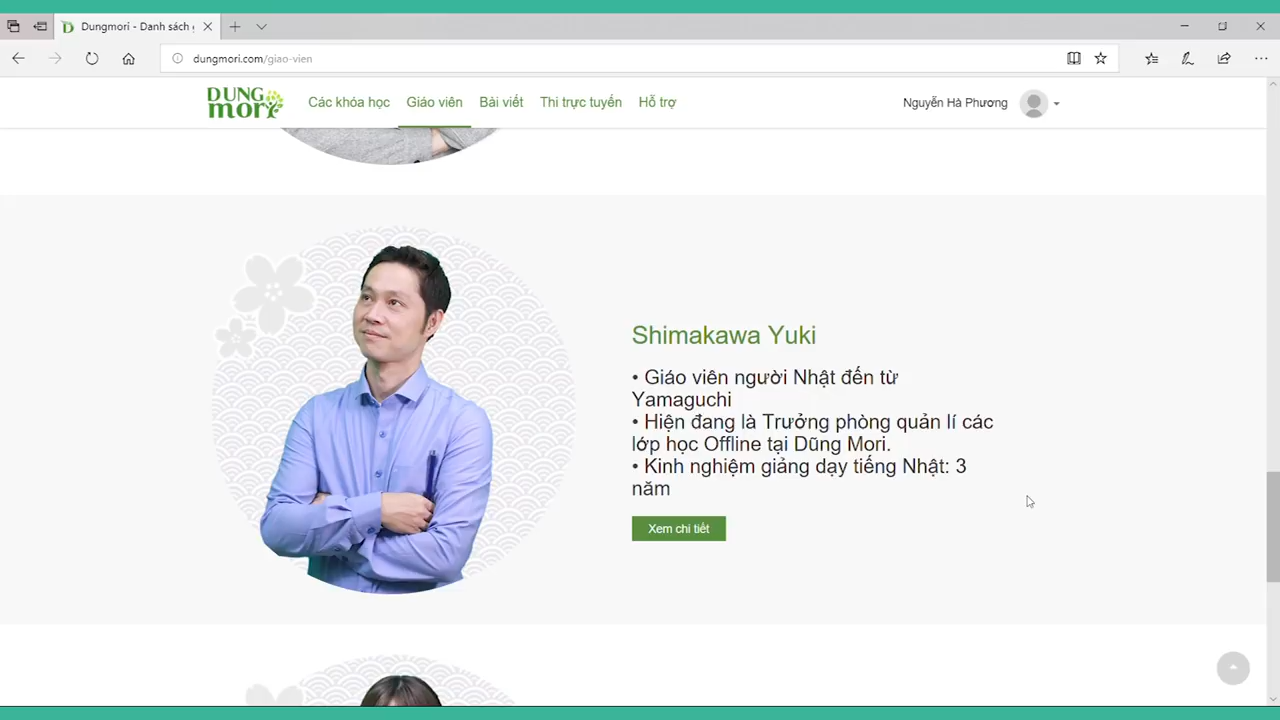 Dungmori - Danh sách
dungmori.com/giao-vien
DUNG
mori
Các khóa học
Giáo viên
Bài viết
Thi trực tuyến
Hỗ trợ
Nguyễn Hà Phương
Shimakawa Yuki
• Giáo viên người Nhật đến từ
Yamaguchi
• Hiện đang là Trưởng phòng quản lí các
lớp học Offline tại Dũng Mori.
• Kinh nghiệm giảng dạy tiếng Nhật: 3
năm
Xem chi tiết